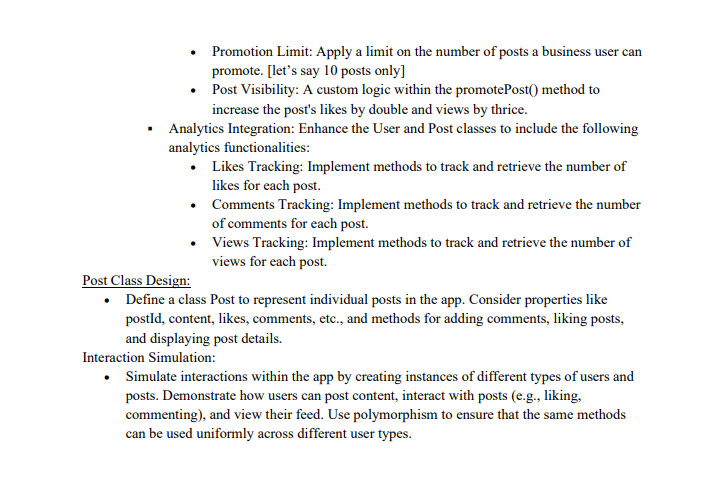 • Promotion Limit: Apply a limit on the number of posts a business user can
promote. [let’s say 10 posts only]
• Post Visibility: A custom logic within the promotePost() method to
increase the post's likes by double and views by thrice.
▪ Analytics Integration: Enhance the User and Post classes to include the following
analytics functionalities:
• Likes Tracking: Implement methods to track and retrieve the number of
likes for each post.
• Comments Tracking: Implement methods to track and retrieve the number
of comments for each post.
• Views Tracking: Implement methods to track and retrieve the number of
views for each post.
Post Class Design:
• Define a class Post to represent individual posts in the app. Consider properties like
postId, content, likes, comments, etc., and methods for adding comments, liking posts,
and displaying post details.
Interaction Simulation:
• Simulate interactions within the app by creating instances of different types of users and
posts. Demonstrate how users can post content, interact with posts (e.g., liking,
commenting), and view their feed. Use polymorphism to ensure that the same methods
can be used uniformly across different user types.